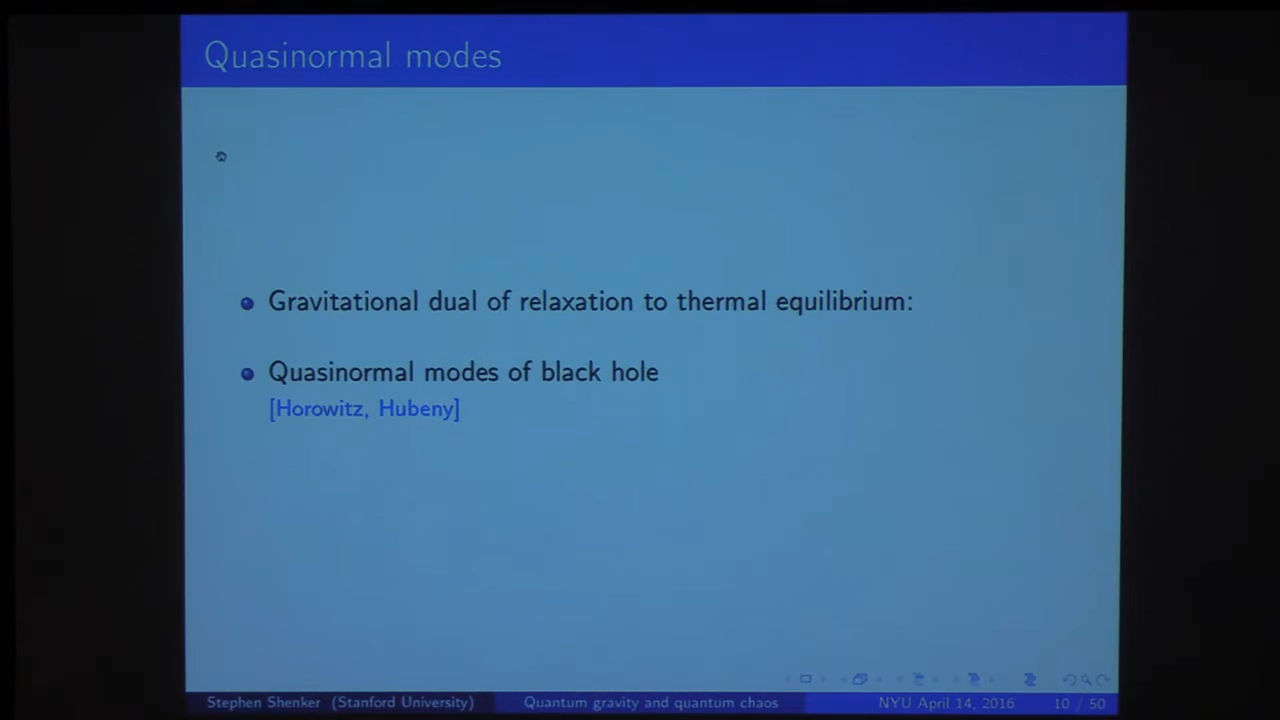 Quasinormal modes
Gravitational dual of relaxation to thermal equilibrium:
Quasinormal modes of black hole
[Horowitz, Hubeny]
Stephen Shenker (Stanford University)
Quantum gravity and quantum chaos
NYU April 14, 2016
10 / 50